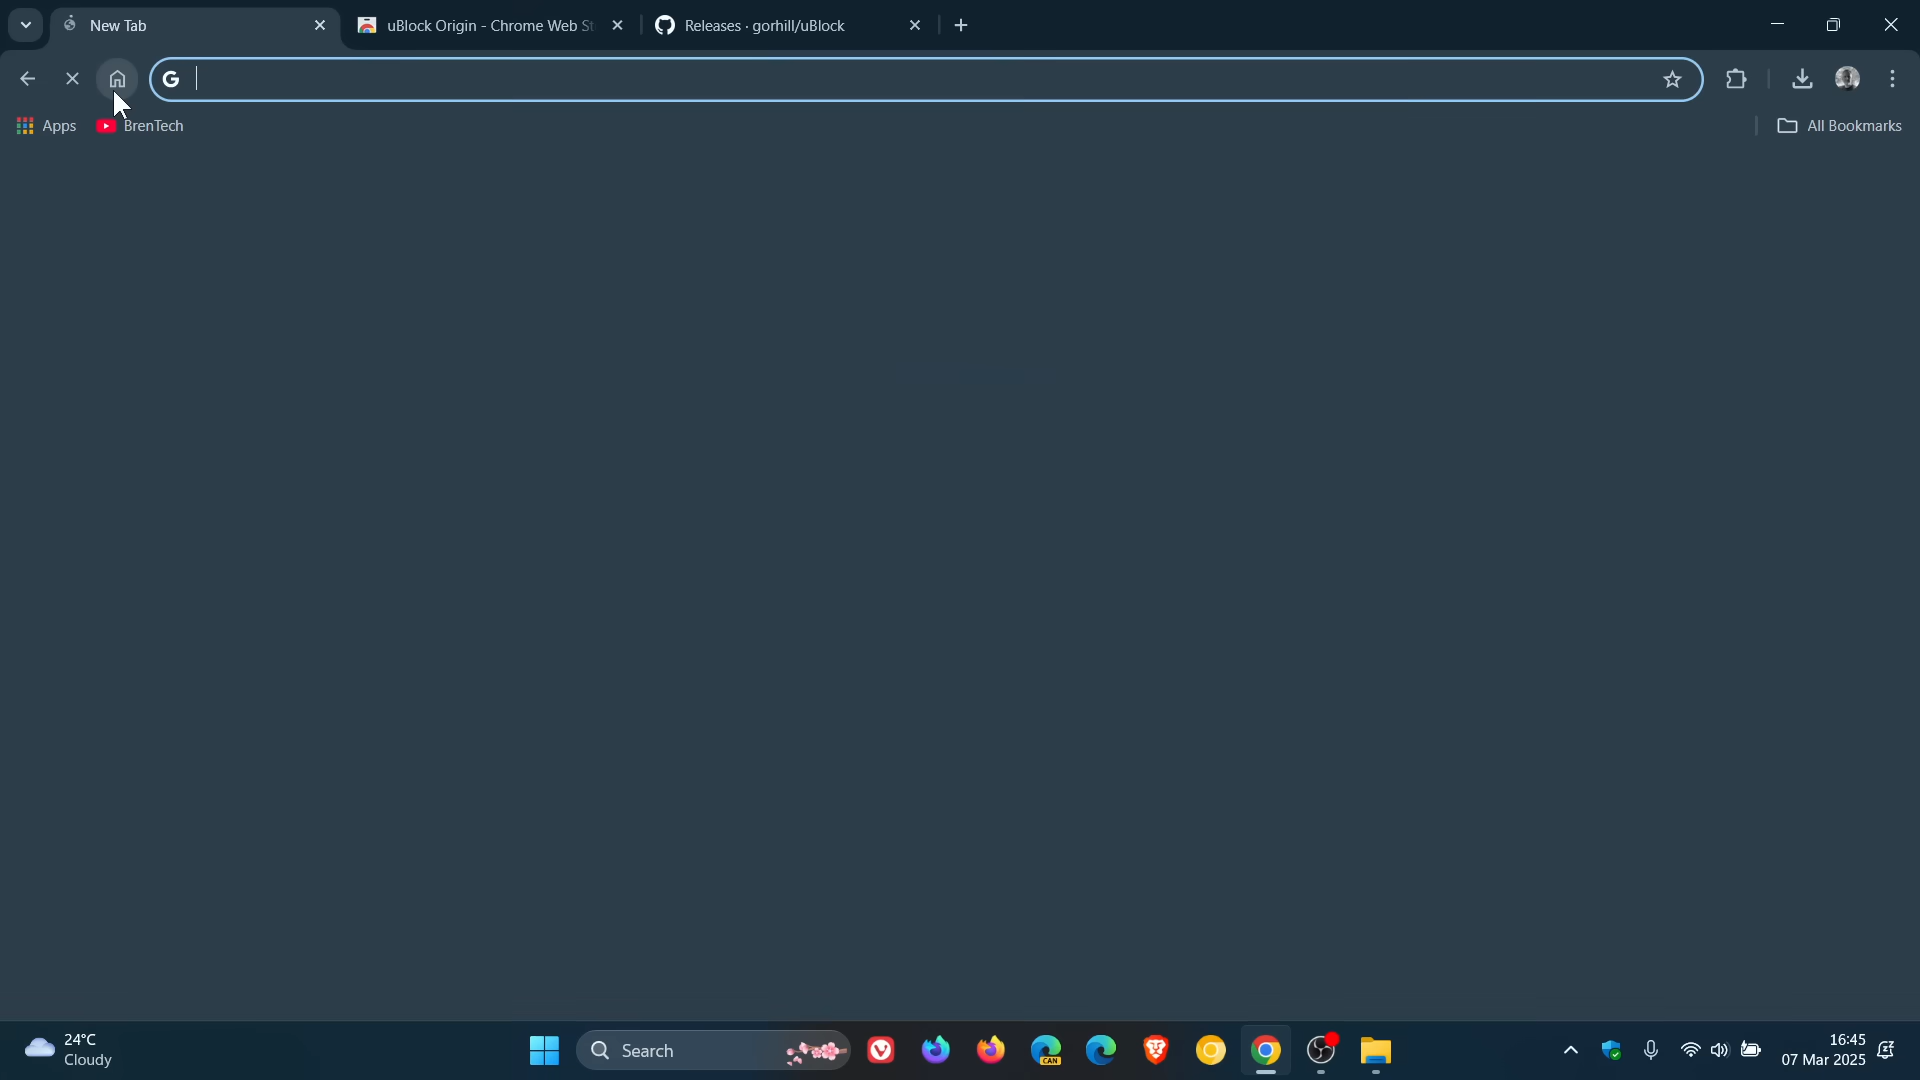 New Tab
uBlock Origin - Chrome Web St
Releases · gorhill/uBlock
Apps
BrenTech
All Bookmarks
24°C
Cloudy
Search
CAN
16:45
07 Mar 2025